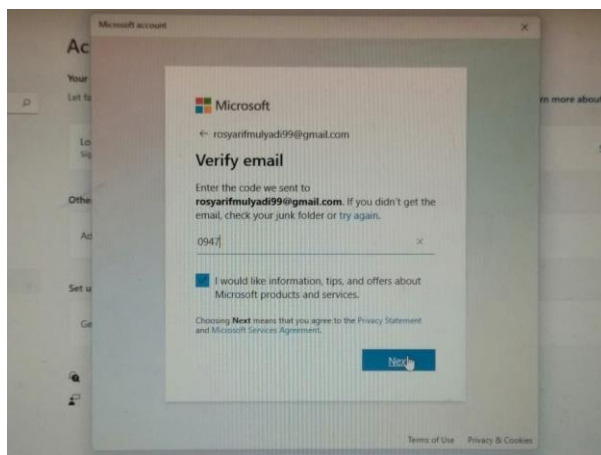 Microsoft account
Ac
Your
Let fa
rn more about
Lo
Sig
Othe
Ad
Set u
Ge
Microsoft
← rosyarifmulyadi99@gmail.com
Verify email
Enter the code we sent to
rosyarifmulyadi99@gmail.com. If you didn't get the
email, check your junk folder or try again.
0947
I would like information, tips, and offers about
Microsoft products and services.
Choosing Next means that you agree to the Privacy Statement
and Microsoft Services Agreement.
Next
Terms of Use Privacy & Cookies